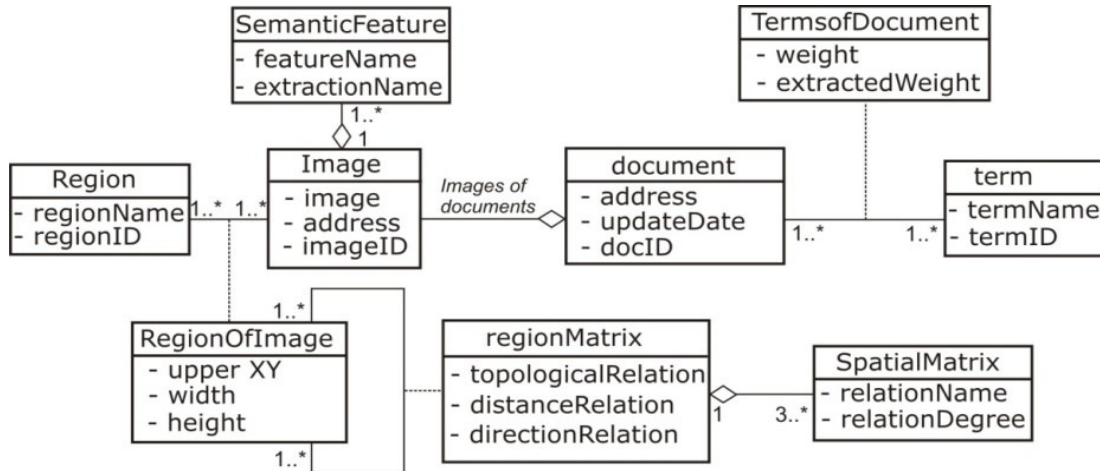 SemanticFeature
- featureName
- extractionName
1..*
1
TermsofDocument
- weight
- extractedWeight
Region
- regionName
- regionID
1..*
1..*
Image
- image
- address
- imageID
Images of
documents
document
- address
- updateDate
- docID
1..*
1..*
term
- termName
- termID
1..*
RegionOfImage
- upper XY
- width
- height
1..*
regionMatrix
- topologicalRelation
- distanceRelation
- directionRelation
1
3..*
SpatialMatrix
- relationName
- relationDegree